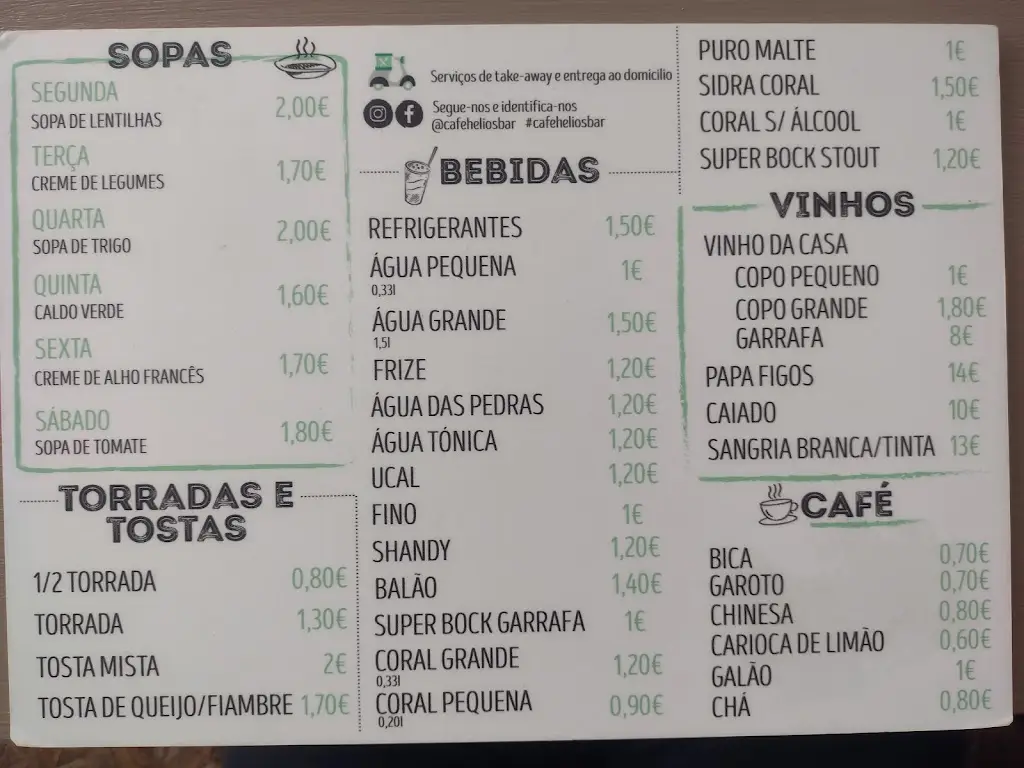 SOPAS
SEGUNDA
SOPA DE LENTILHAS 2,00€
TERÇA
CREME DE LEGUMES 1,70€
QUARTA
SOPA DE TRIGO 2,00€
QUINTA
CALDO VERDE 1,60€
SEXTA
CREME DE ALHO FRANCÊS 1,70€
SÁBADO
SOPA DE TOMATE 1,80€
TORRADAS E
TOSTAS
1/2 TORRADA 0,80€
TORRADA 1,30€
TOSTA MISTA 2€
TOSTA DE QUEIJO/FIAMBRE 1,70€
Serviços de take-away e entrega ao domicilio
Segue-nos e identifica-nos
@cafeheliosbar #cafeheliosbar
BEBIDAS
REFRIGERANTES 1,50€
ÁGUA PEQUENA 1€
0,33l
ÁGUA GRANDE 1,50€
1,5l
FRIZE 1,20€
ÁGUA DAS PEDRAS 1,20€
ÁGUA TÓNICA 1,20€
UCAL 1,20€
FINO 1€
SHANDY 1,20€
BALÃO 1,40€
SUPER BOCK GARRAFA 1€
CORAL GRANDE 1,20€
0,33l
CORAL PEQUENA 0,90€
0,20l
PURO MALTE 1€
SIDRA CORAL 1,50€
CORAL S/ ÁLCOOL 1€
SUPER BOCK STOUT 1,20€
VINHOS
VINHO DA CASA
COPO PEQUENO 1€
COPO GRANDE 1,80€
GARRAFA 8€
PAPA FIGOS 14€
CAIADO 10€
SANGRIA BRANCA/TINTA 13€
CAFÉ
BICA 0,70€
GAROTO 0,70€
CHINESA 0,80€
CARIOCA DE LIMÃO 0,60€
GALÃO 1€
CHÁ 0,80€